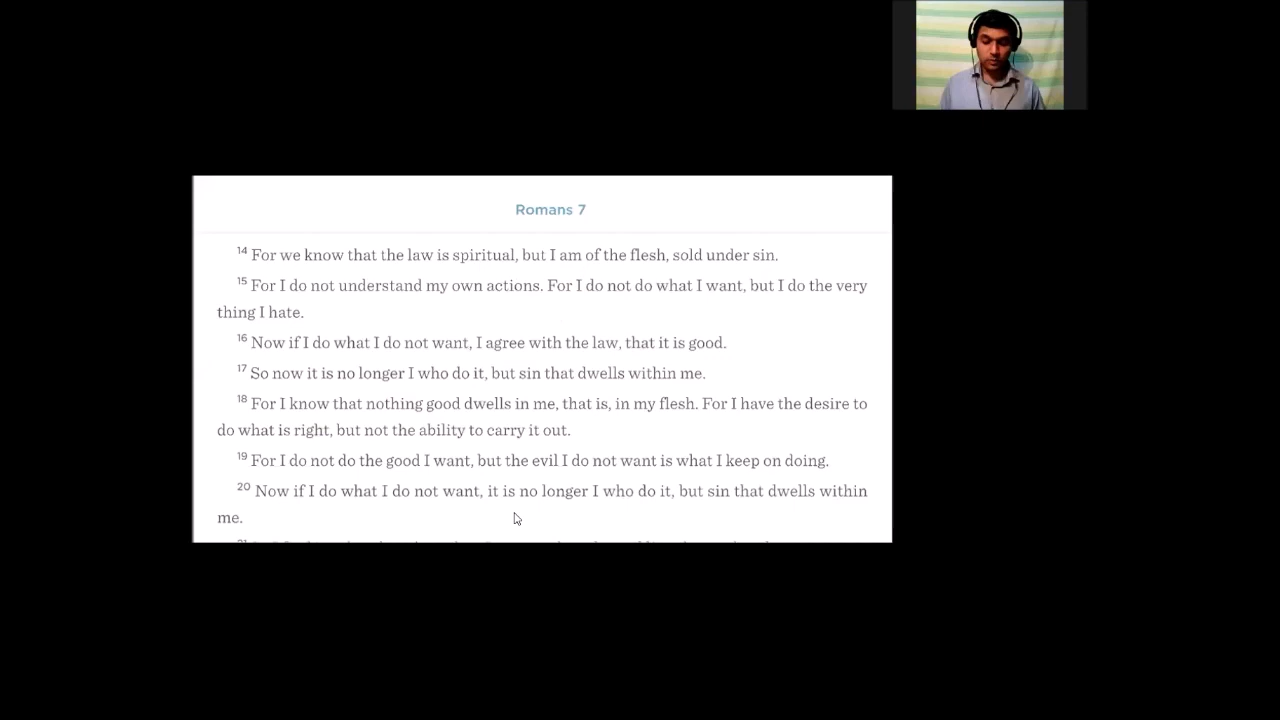 Romans 7
14 For we know that the law is spiritual, but I am of the flesh, sold under sin.
15 For I do not understand my own actions. For I do not do what I want, but I do the very
thing I hate.
16 Now if I do what I do not want, I agree with the law, that it is good.
17 So now it is no longer I who do it, but sin that dwells within me.
18 For I know that nothing good dwells in me, that is, in my flesh. For I have the desire to
do what is right, but not the ability to carry it out.
19 For I do not do the good I want, but the evil I do not want is what I keep on doing.
20 Now if I do what I do not want, it is no longer I who do it, but sin that dwells within
me.